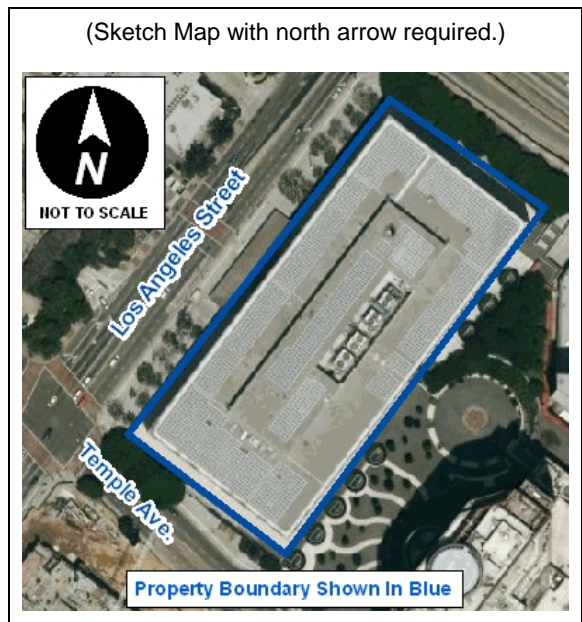 (Sketch Map with north arrow required.)
N
NOT TO SCALE
Los Angeles Street
Temple Ave.
Property Boundary Shown In Blue